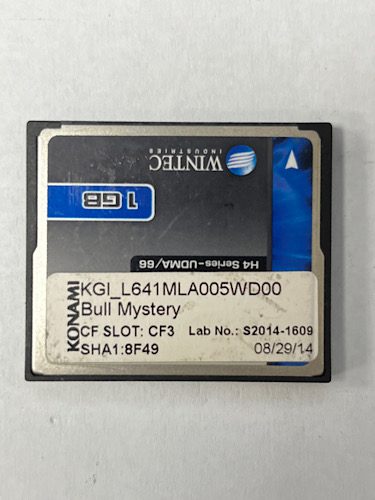 WINTEC
INDUSTRIES
1 GB
H4 Series-UDMA/66
KONAMI
KGI_L641MLA005WD00
Bull Mystery
CF SLOT: CF3 Lab No.: S2014-1609
SHA1:8F49 08/29/14